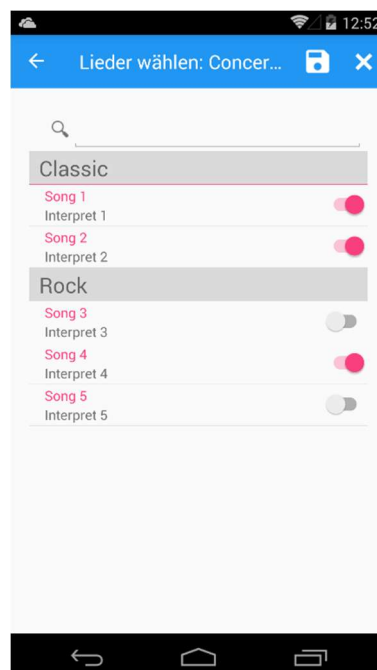 12:52
Lieder wählen: Concer...
Classic
Song 1
Interpret 1
Song 2
Interpret 2
Rock
Song 3
Interpret 3
Song 4
Interpret 4
Song 5
Interpret 5